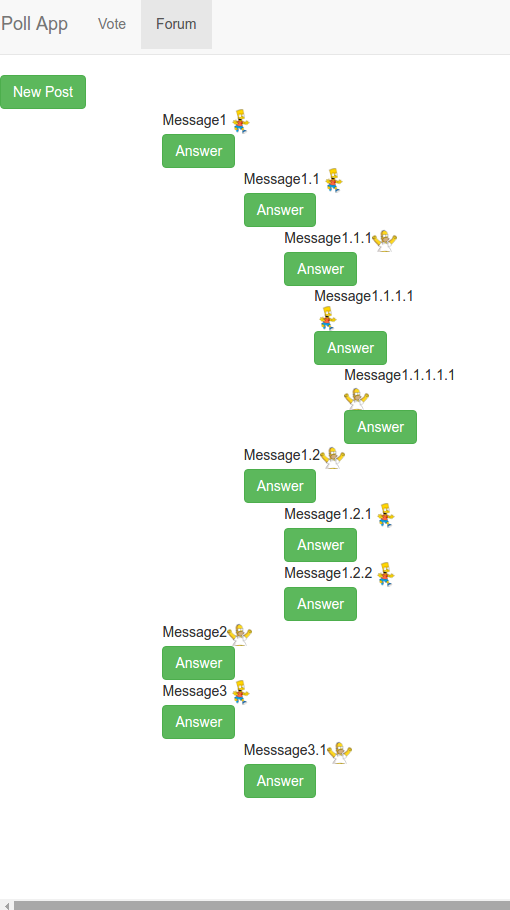 Poll App Vote Forum
New Post
Message1
Answer
Message1.1
Answer
Message1.1.1
Answer
Message1.1.1.1
Answer
Message1.1.1.1.1
Answer
Message1.2
Answer
Message1.2.1
Answer
Message1.2.2
Answer
Message2
Answer
Message3
Answer
Messsage3.1
Answer